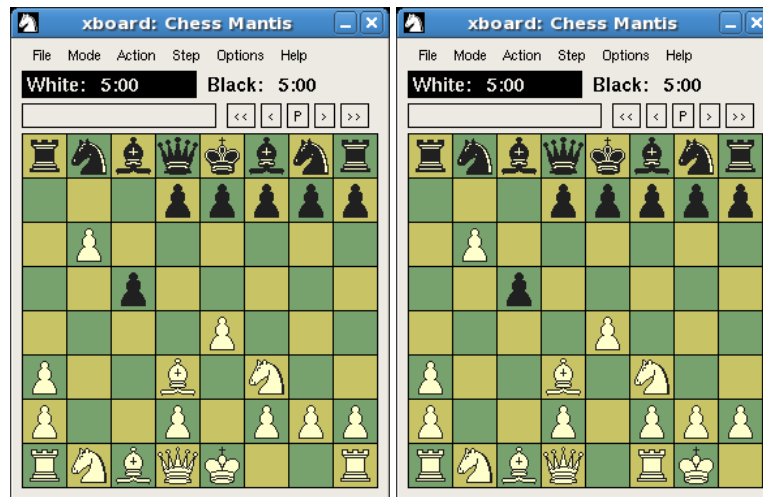 xboard: Chess Mantis
File Mode Action Step Options Help
White: 5:00 Black: 5:00
<< < P > >>
xboard: Chess Mantis
File Mode Action Step Options Help
White: 5:00 Black: 5:00
<< < P > >>